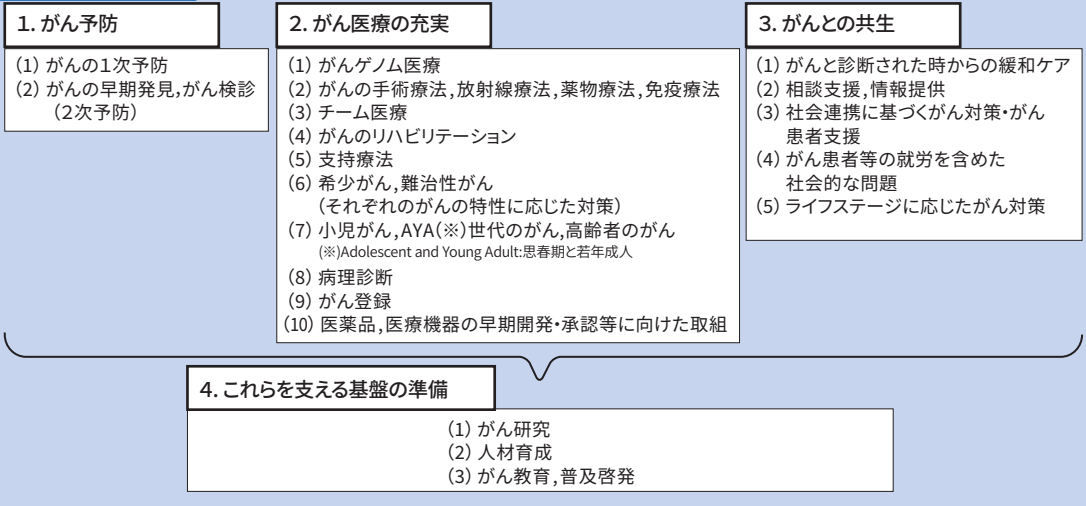 1. がん予防
(1) がんの1次予防
(2) がんの早期発見,がん検診
(2次予防)
2. がん医療の充実
(1) がんゲノム医療
(2) がんの手術療法,放射線療法,薬物療法,免疫療法
(3) チーム医療
(4) がんのリハビリテーション
(5) 支持療法
(6) 希少がん,難治性がん
(それぞれのがんの特性に応じた対策)
(7) 小児がん,AYA(※)世代のがん,高齢者のがん
(※)Adolescent and Young Adult:思春期と若年成人
(8) 病理診断
(9) がん登録
(10) 医薬品,医療機器の早期開発・承認等に向けた取組
3. がんとの共生
(1) がんと診断された時からの緩和ケア
(2) 相談支援,情報提供
(3) 社会連携に基づくがん対策・がん
患者支援
(4) がん患者等の就労を含めた
社会的な問題
(5) ライフステージに応じたがん対策
4. これらを支える基盤の準備
(1) がん研究
(2) 人材育成
(3) がん教育,普及啓発